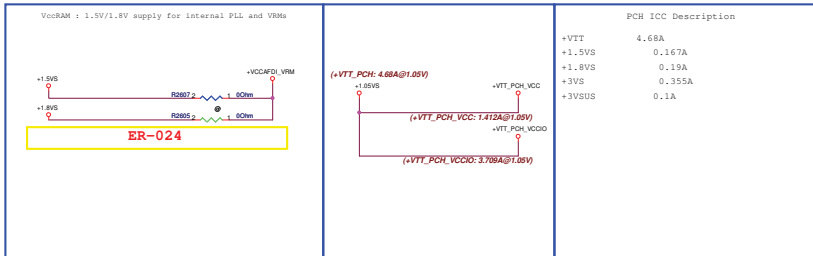 VccRAM : 1.5V/1.8V supply for internal PLL and VRMs
+VCCAFDI_VRM
+1.5VS
R2607 2 1 0Ohm
@
+1.8VS
R2605 2 1 0Ohm
ER-024
(+VTT_PCH: 4.68A@1.05V)
+1.05VS
+VTT_PCH_VCC
(+VTT_PCH_VCC: 1.412A@1.05V)
+VTT_PCH_VCCIO
(+VTT_PCH_VCCIO: 3.709A@1.05V)
PCH ICC Description
+VTT 4.68A
+1.5VS 0.167A
+1.8VS 0.19A
+3VS 0.355A
+3VSUS 0.1A